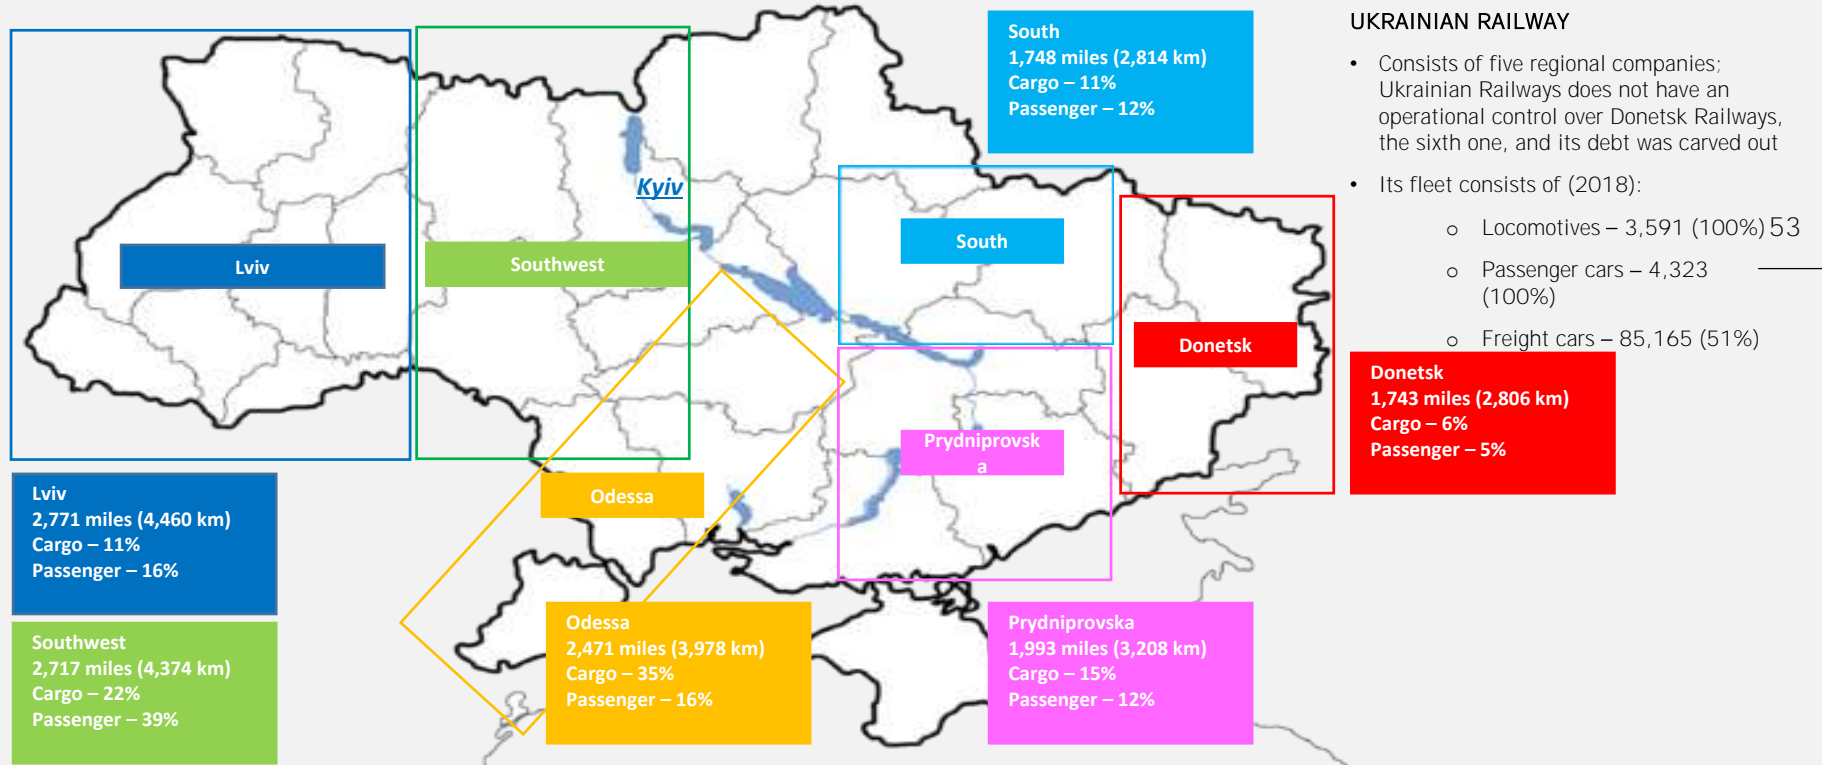 South
1,748 miles (2,814 km)
Cargo – 11%
Passenger – 12%
UKRAINIAN RAILWAY
• Consists of five regional companies;
Ukrainian Railways does not have an
operational control over Donetsk Railways,
the sixth one, and its debt was carved out
• Its fleet consists of (2018):
o Locomotives – 3,591 (100%) 53
o Passenger cars – 4,323
(100%)
o Freight cars – 85,165 (51%)
Kyiv
Lviv
Southwest
South
Donetsk
Prydniprovsk
a
Odessa
Donetsk
1,743 miles (2,806 km)
Cargo – 6%
Passenger – 5%
Lviv
2,771 miles (4,460 km)
Cargo – 11%
Passenger – 16%
Southwest
2,717 miles (4,374 km)
Cargo – 22%
Passenger – 39%
Odessa
2,471 miles (3,978 km)
Cargo – 35%
Passenger – 16%
Prydniprovska
1,993 miles (3,208 km)
Cargo – 15%
Passenger – 12%